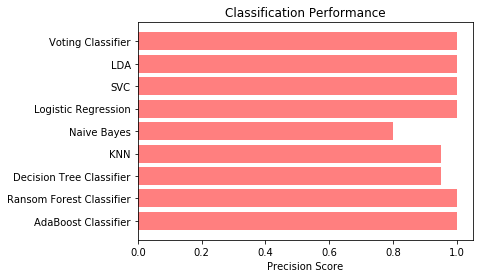 Classification Performance
Voting Classifier
LDA
SVC
Logistic Regression
Naive Bayes
KNN
Decision Tree Classifier
Ransom Forest Classifier
AdaBoost Classifier
0.0 0.2 0.4 0.6 0.8 1.0
Precision Score